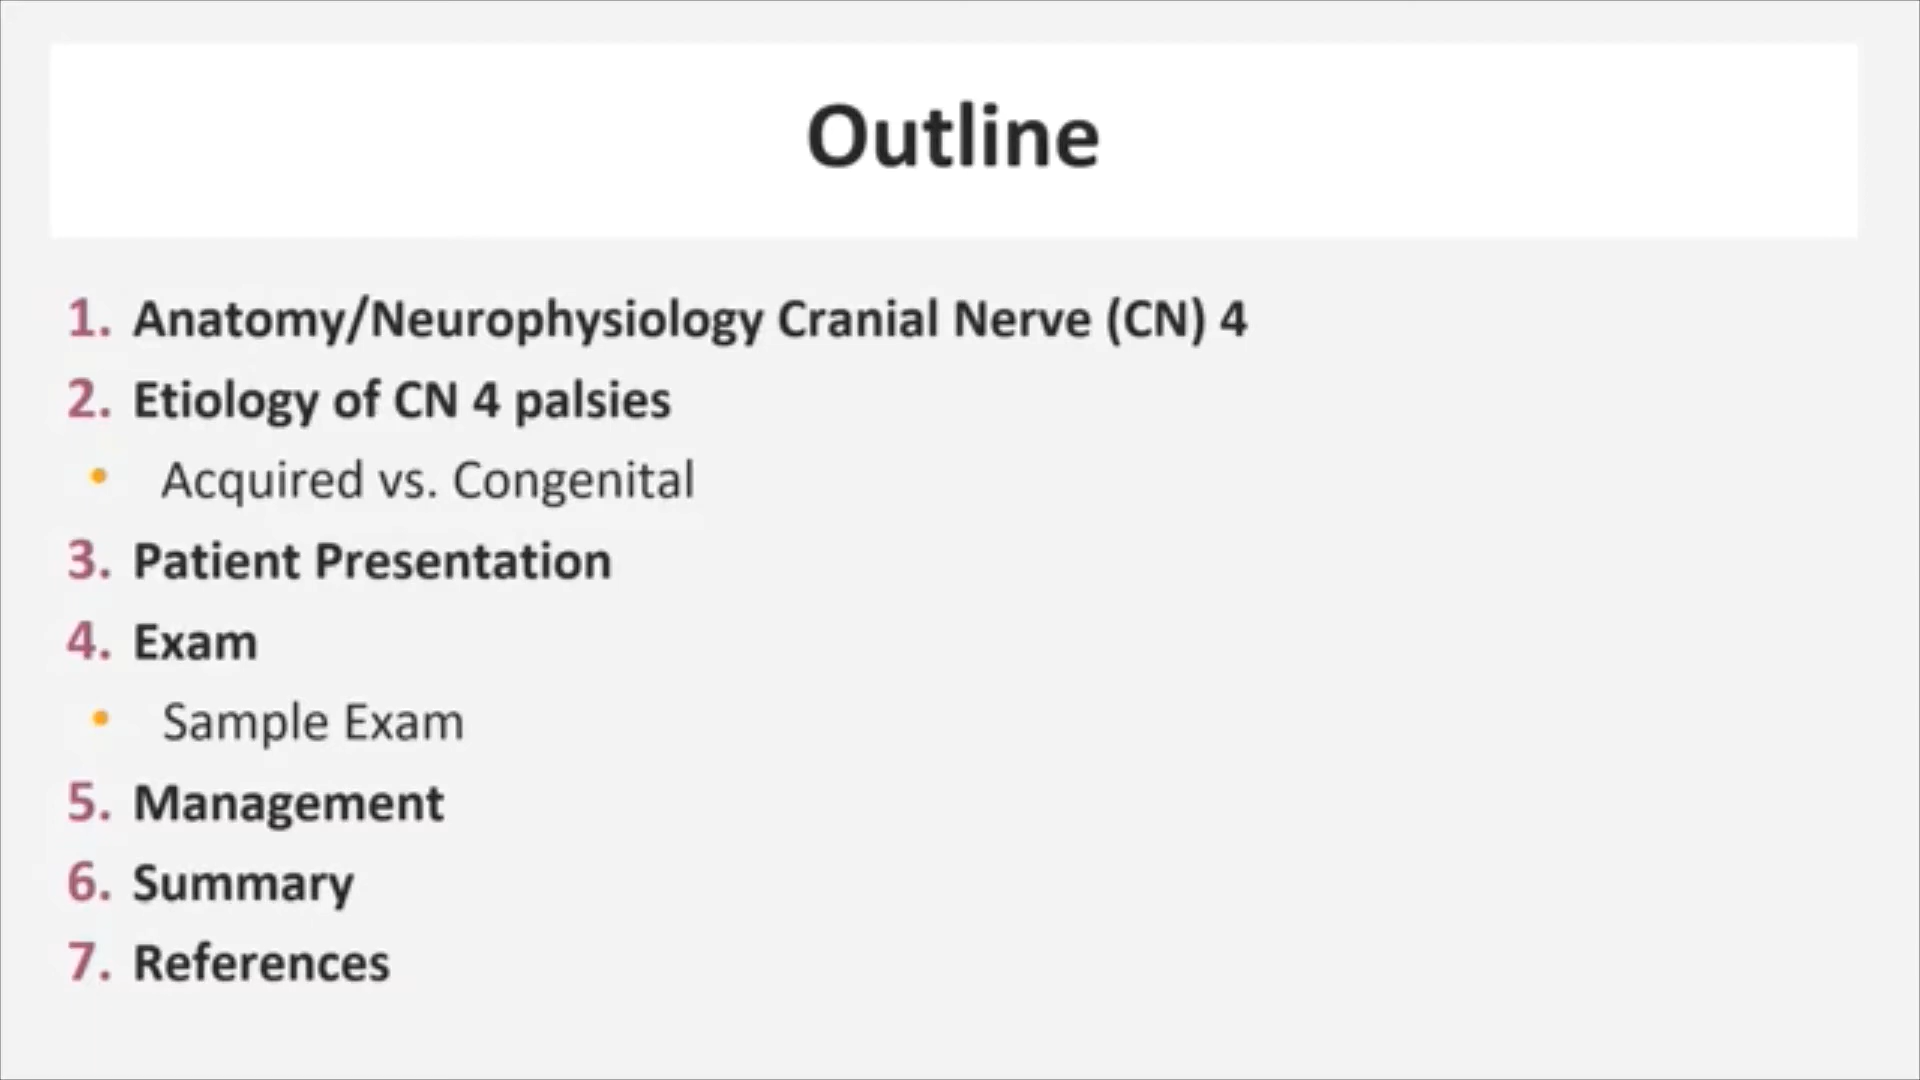 Outline
1. Anatomy/Neurophysiology Cranial Nerve (CN) 4
2. Etiology of CN 4 palsies
• Acquired vs. Congenital
3. Patient Presentation
4. Exam
• Sample Exam
5. Management
6. Summary
7. References